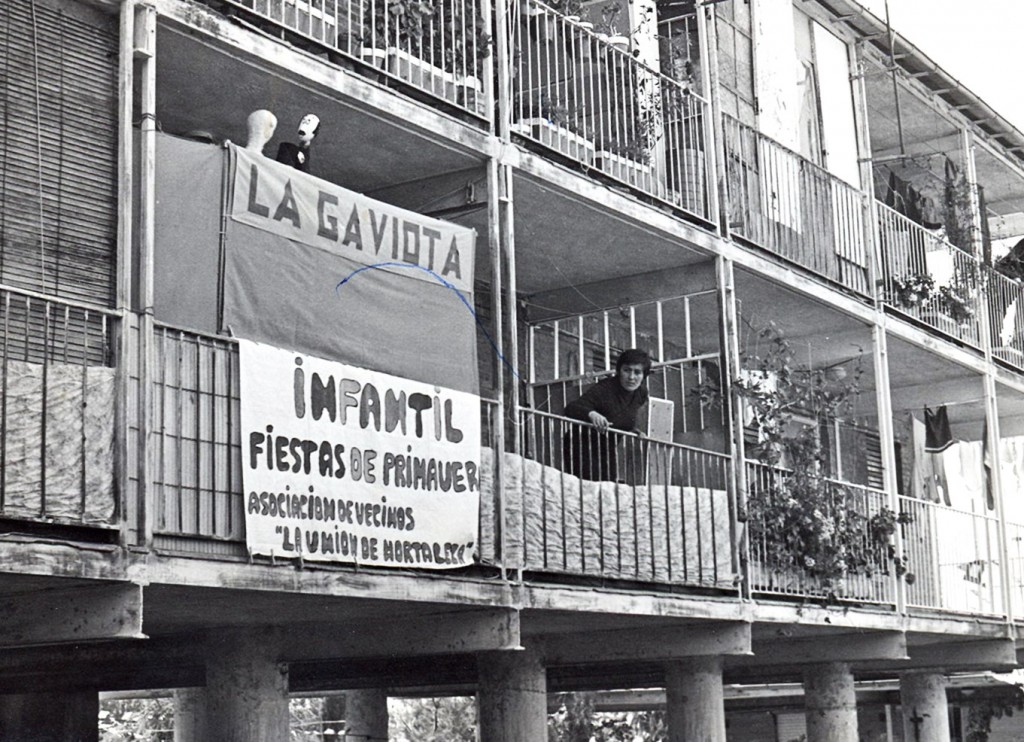 LA GAVIOTA
iNFANTiL
FiESTAS DE PRiMAVER
ASOCiACiON DE VECiNOS
"LA UNiON DE HORTALEZA"